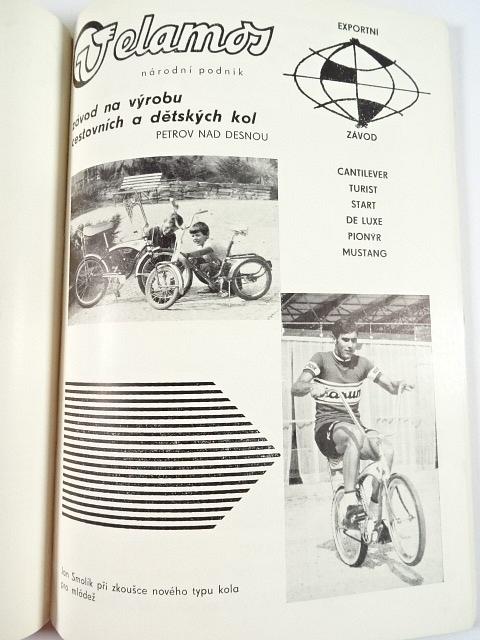 Velamos
národní podnik
závod na výrobu
cestovních a dětských kol
PETROV NAD DESNOU
EXPORTNÍ
ZÁVOD
CANTILEVER
TURIST
START
DE LUXE
PIONÝR
MUSTANG
Jan Smolík při zkoušce nového typu kola
pro mládež